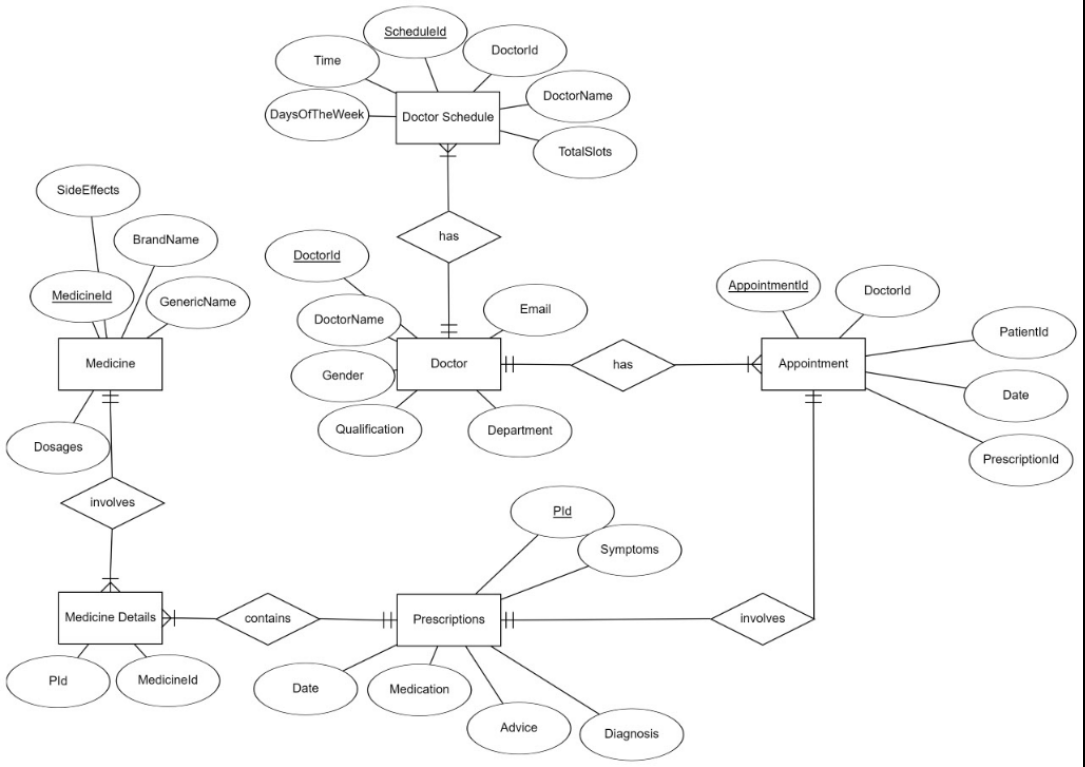 ScheduleId
DoctorId
Time
DoctorName
DaysOfTheWeek
Doctor Schedule
TotalSlots
SideEffects
BrandName
has
DoctorId
MedicineId
GenericName
AppointmentId
DoctorId
Email
DoctorName
PatientId
Medicine
Doctor
has
Appointment
Gender
Date
Qualification
Department
Dosages
PrescriptionId
involves
PId
Symptoms
Medicine Details
contains
Prescriptions
involves
PId
MedicineId
Date
Medication
Advice
Diagnosis